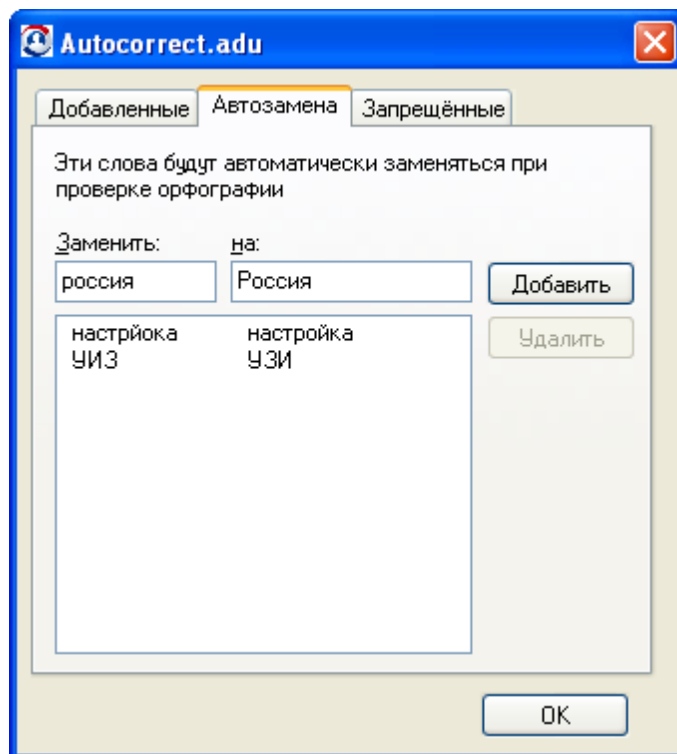 Autocorrect.adu
Добавленные Автозамена Запрещённые
Эти слова будут автоматически заменяться при
проверке орфографии
Заменить: на:
россия Россия Добавить
настрйока настройка Удалить
УИЗ УЗИ
OK